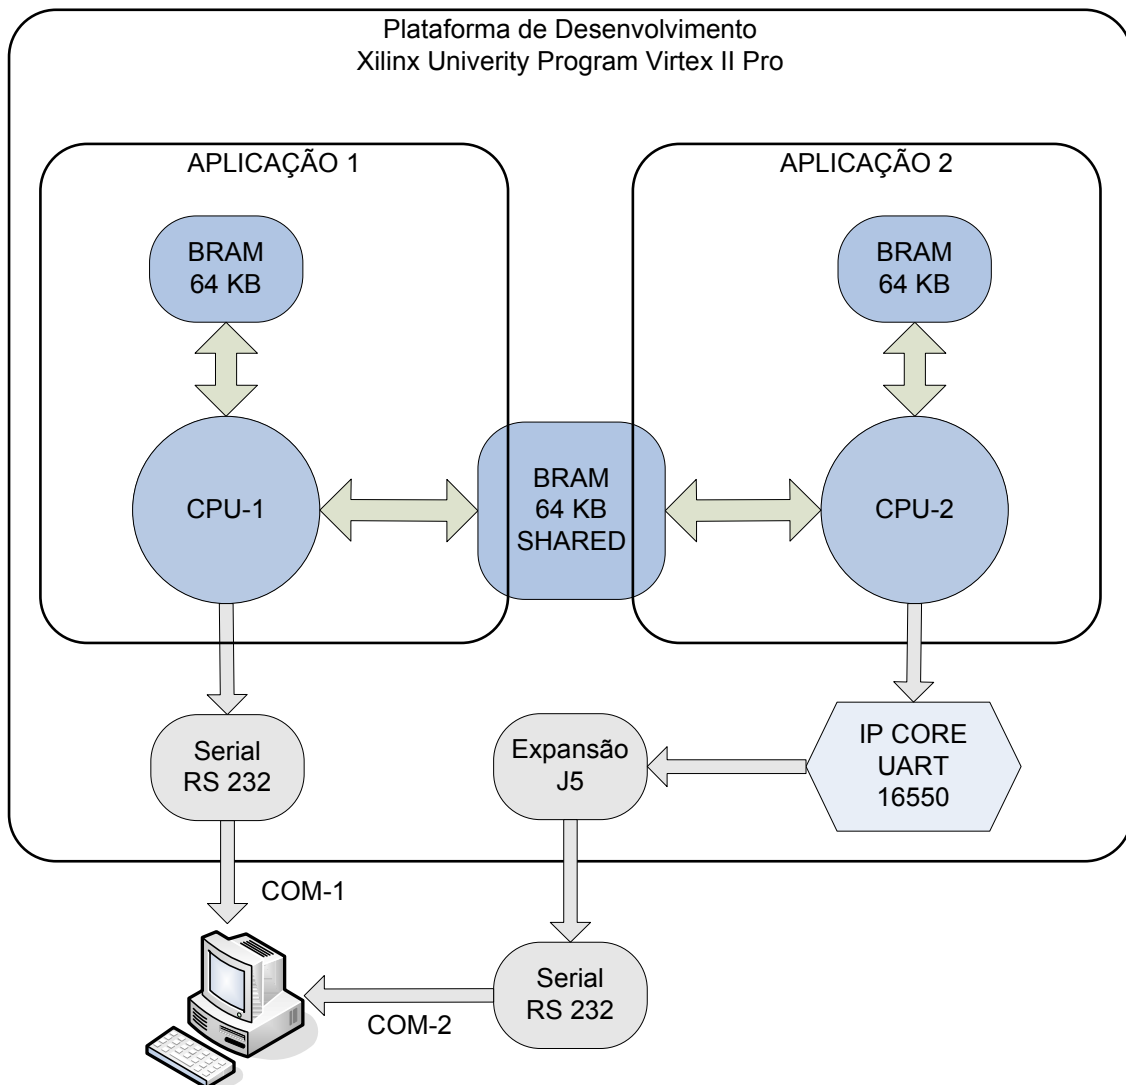 Plataforma de Desenvolvimento
Xilinx Univerity Program Virtex II Pro
APLICAÇÃO 1
APLICAÇÃO 2
BRAM
64 KB
BRAM
64 KB
CPU-1
BRAM
64 KB
SHARED
CPU-2
Serial
RS 232
Expansão
J5
IP CORE
UART
16550
COM-1
Serial
RS 232
COM-2